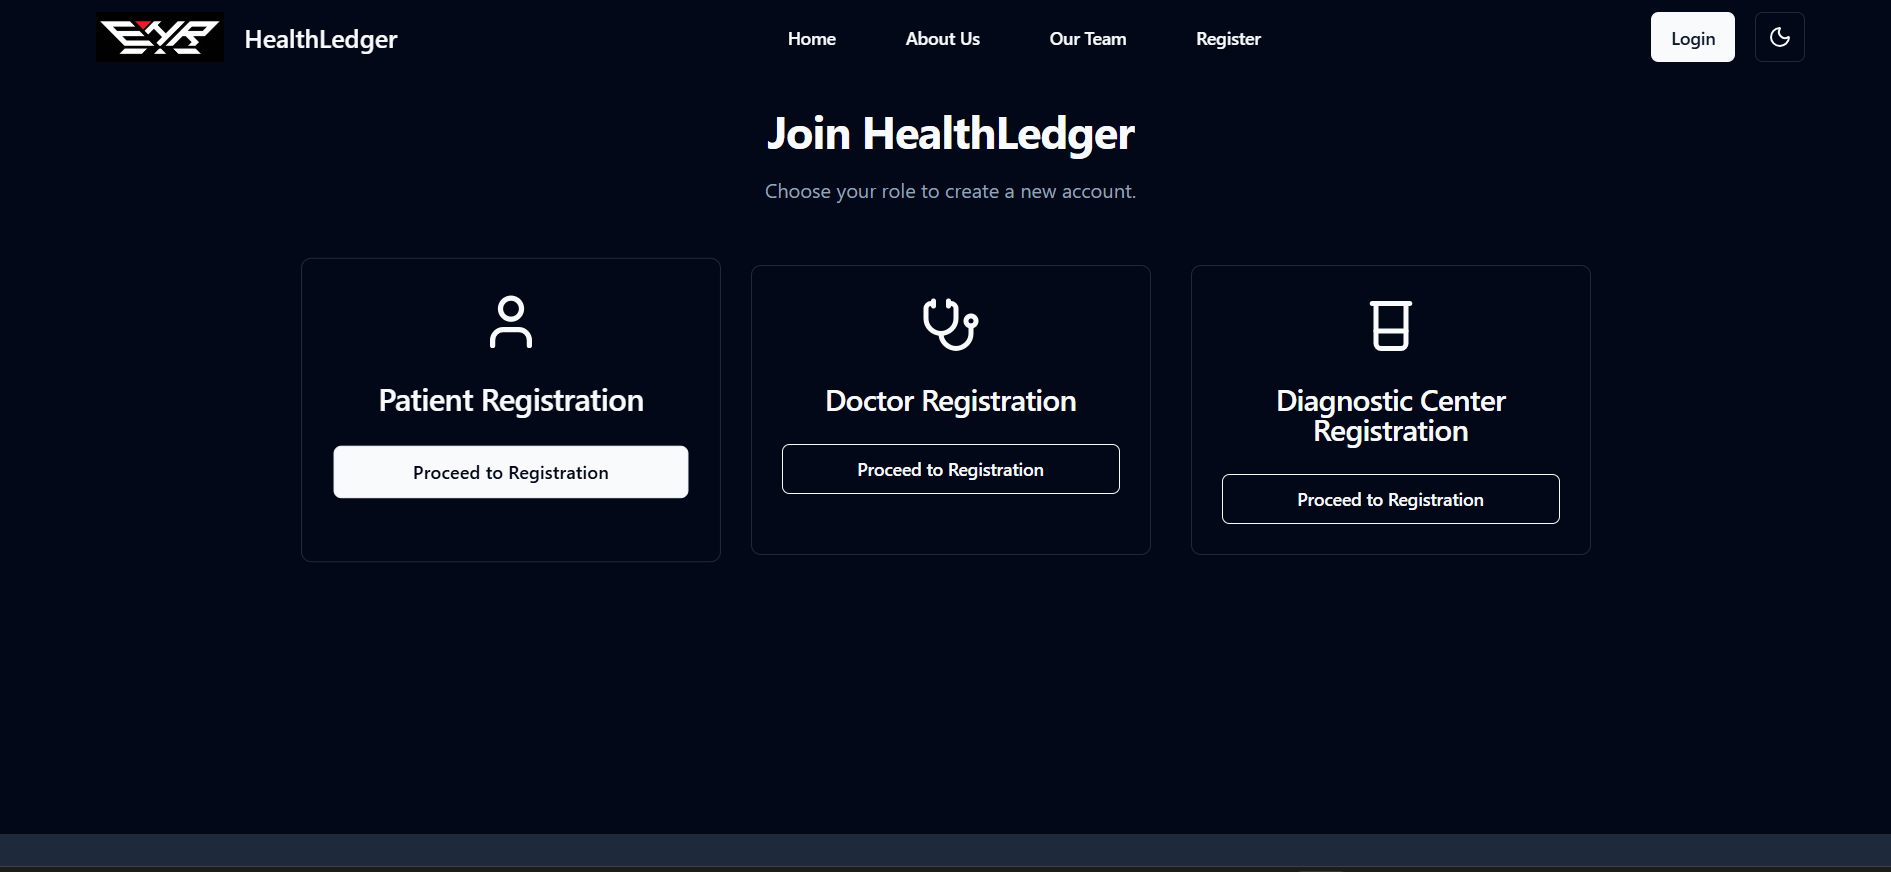 HealthLedger
Home
About Us
Our Team
Register
Login
Join HealthLedger
Choose your role to create a new account.
Patient Registration
Proceed to Registration
Doctor Registration
Proceed to Registration
Diagnostic Center
Registration
Proceed to Registration